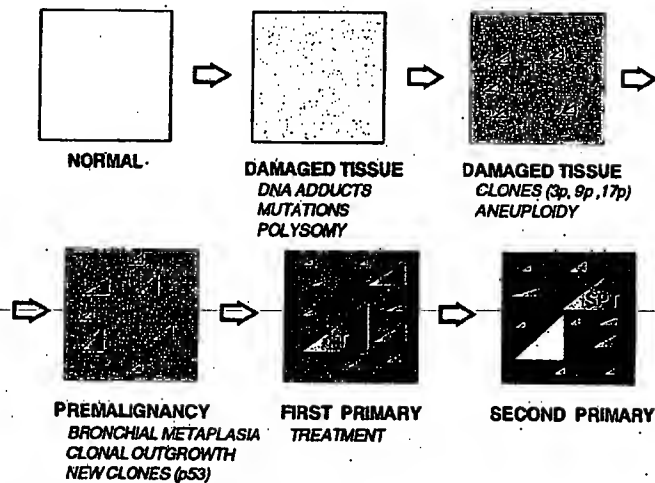 NORMAL.
DAMAGED TISSUE
DNA ADDUCTS
MUTATIONS
POLYSOMY
DAMAGED TISSUE
CLONES (3p, 9p ,17p)
ANEUPLOIDY
PREMALIGNANCY
BRONCHIAL METAPLASIA
CLONAL OUTGROWTH
NEW CLONES (p53)
FIRST PRIMARY
TREATMENT
SPT
SECOND PRIMARY